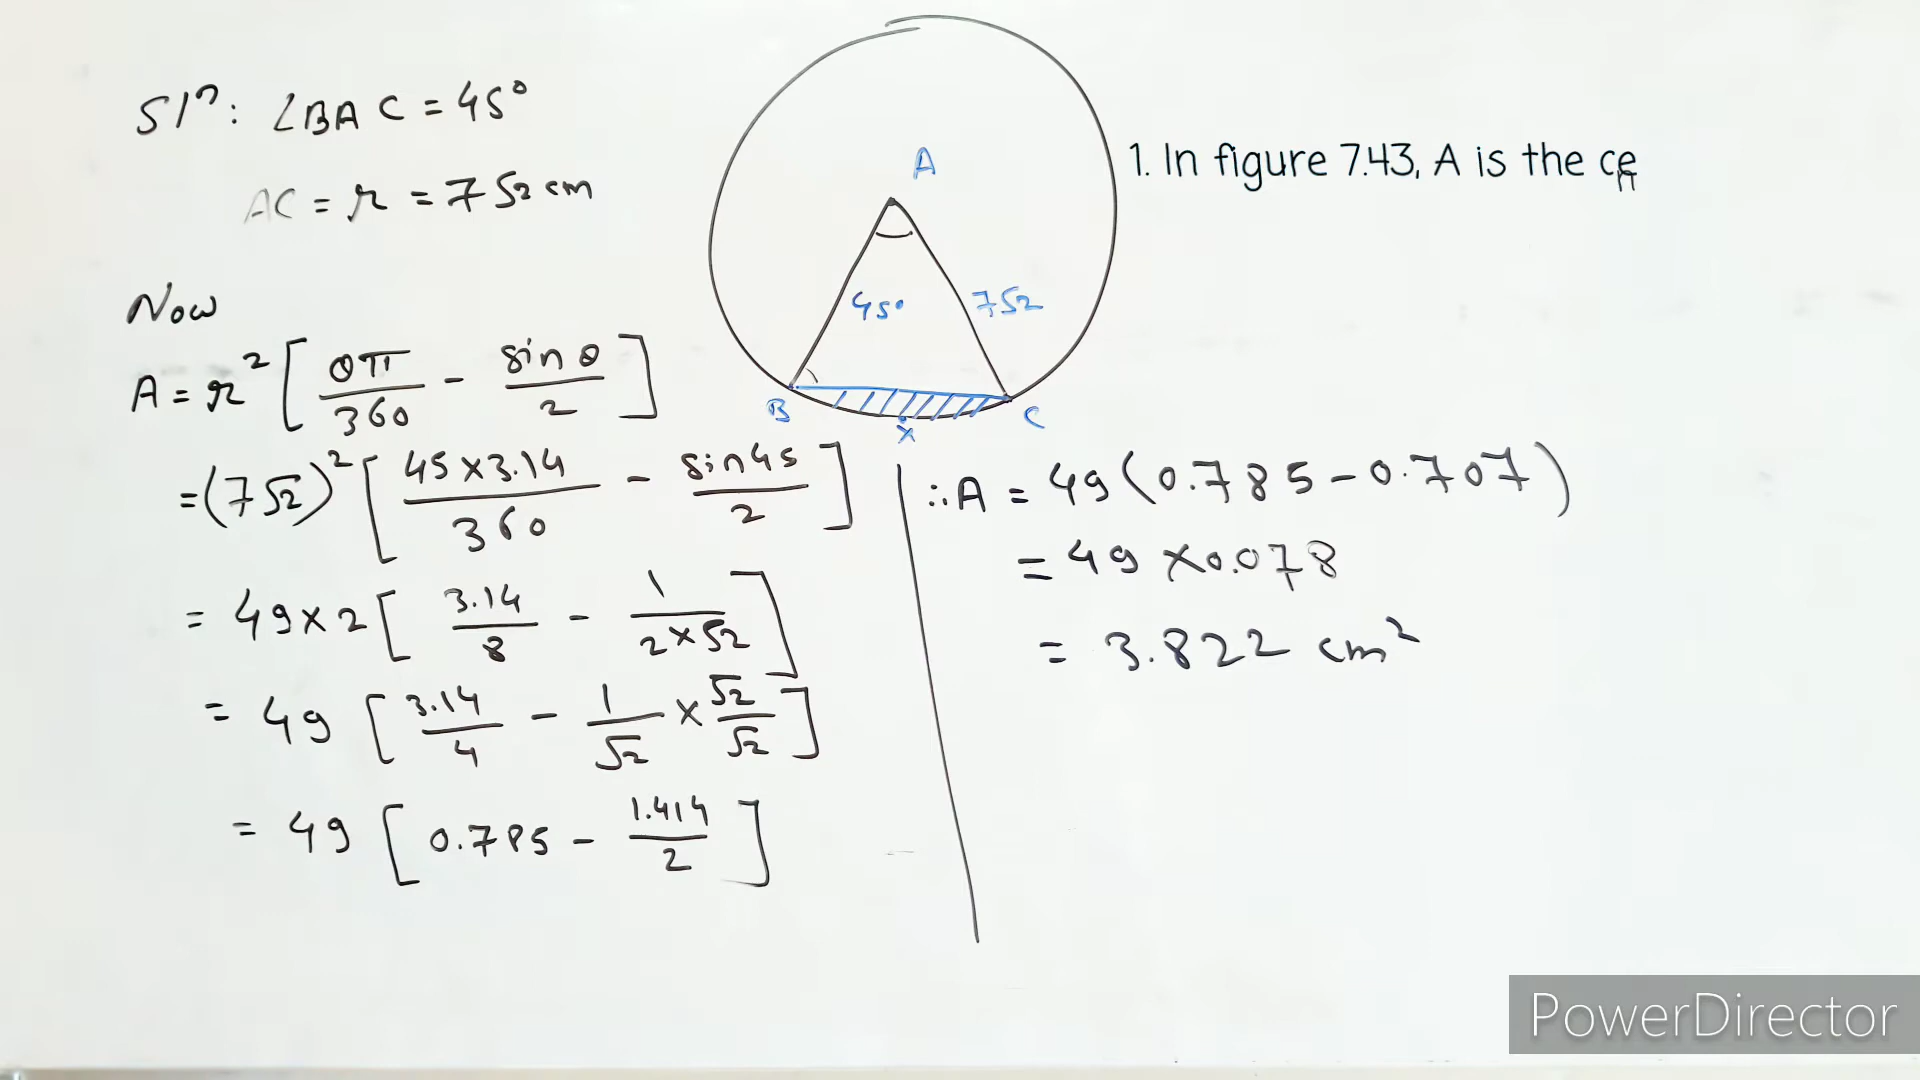 Slⁿ: ∠BAC = 45°
AC = r = 7√2 cm
Now
A = r² [ θπ/360 - sin θ/2 ]
= (7√2)² [ 45×3.14/360 - sin45/2 ]
= 49×2 [ 3.14/8 - 1/2×√2 ]
= 49 [ 3.14/4 - 1/√2 × √2/√2 ]
= 49 [ 0.785 - 1.414/2 ]
A
45°
7√2
B
C
x
1. In figure 7.43, A is the ce
∴ A = 49 (0.785 - 0.707)
= 49 × 0.078
= 3.822 cm²
PowerDirector